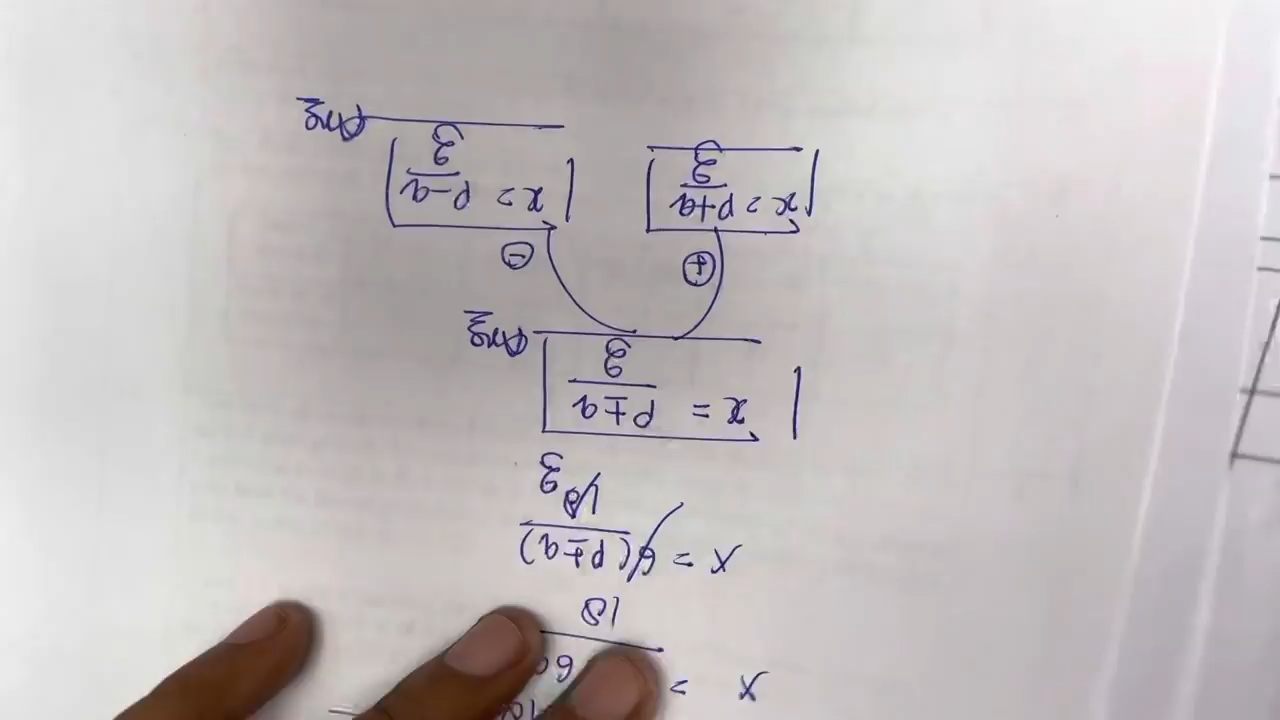 x =
18
x = 6(p±q)
18 3
x = p±q
3 Ans
⊕ ⊖
x = p+q x = p-q
3 3 Ans